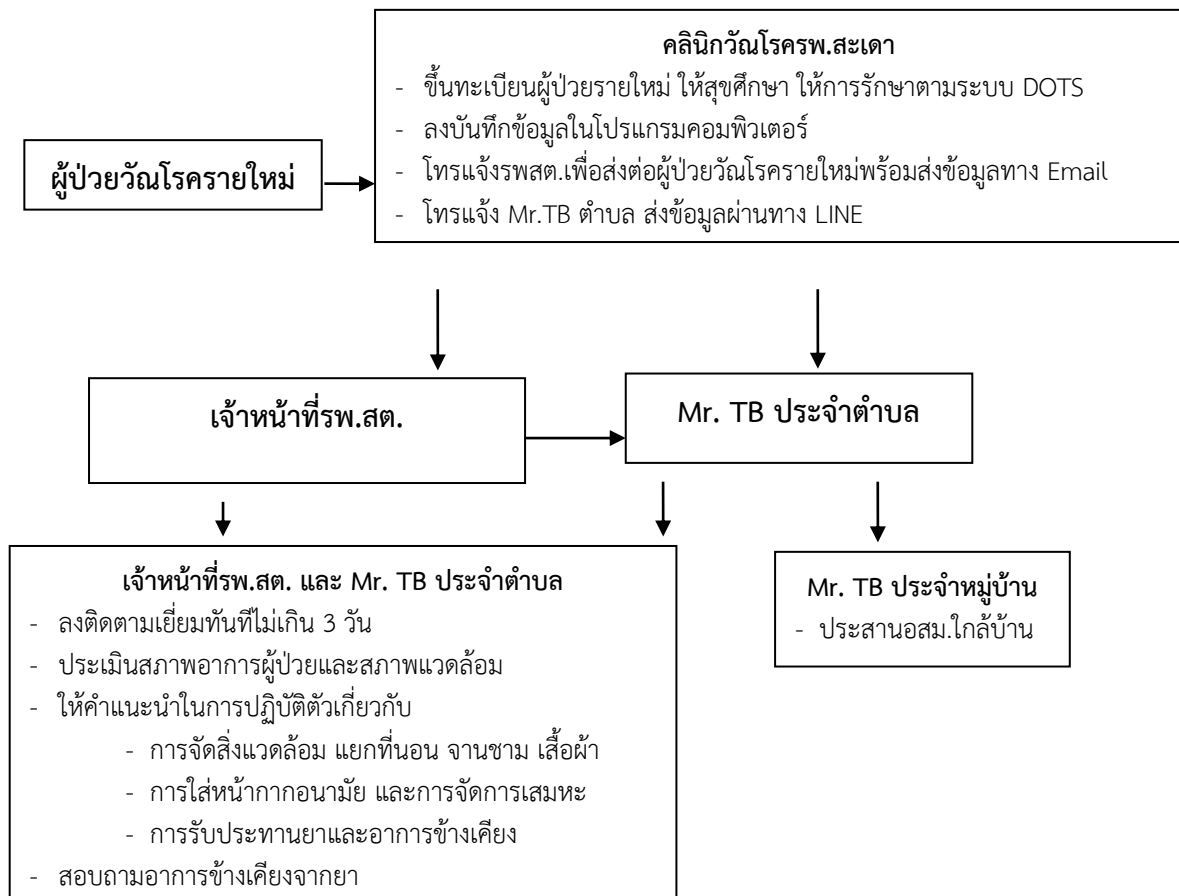 คลินิกวัณโรครพ.สะเดา
- ขึ้นทะเบียนผู้ป่วยรายใหม่ ให้สุขศึกษา ให้การรักษาตามระบบ DOTS
- ลงบันทึกข้อมูลในโปรแกรมคอมพิวเตอร์
- โทรแจ้งรพสต.เพื่อส่งต่อผู้ป่วยวัณโรครายใหม่พร้อมส่งข้อมูลทาง Email
- โทรแจ้ง Mr.TB ตำบล ส่งข้อมูลผ่านทาง LINE
ผู้ป่วยวัณโรครายใหม่
เจ้าหน้าที่รพ.สต.
Mr. TB ประจำตำบล
เจ้าหน้าที่รพ.สต. และ Mr. TB ประจำตำบล
- ลงติดตามเยี่ยมทันทีไม่เกิน 3 วัน
- ประเมินสภาพอาการผู้ป่วยและสภาพแวดล้อม
- ให้คำแนะนำในการปฏิบัติตัวเกี่ยวกับ
- การจัดสิ่งแวดล้อม แยกที่นอน จานชาม เสื้อผ้า
- การใส่หน้ากากอนามัย และการจัดการเสมหะ
- การรับประทานยาและอาการข้างเคียง
- สอบถามอาการข้างเคียงจากยา
Mr. TB ประจำหมู่บ้าน
- ประสานอสม.ใกล้บ้าน